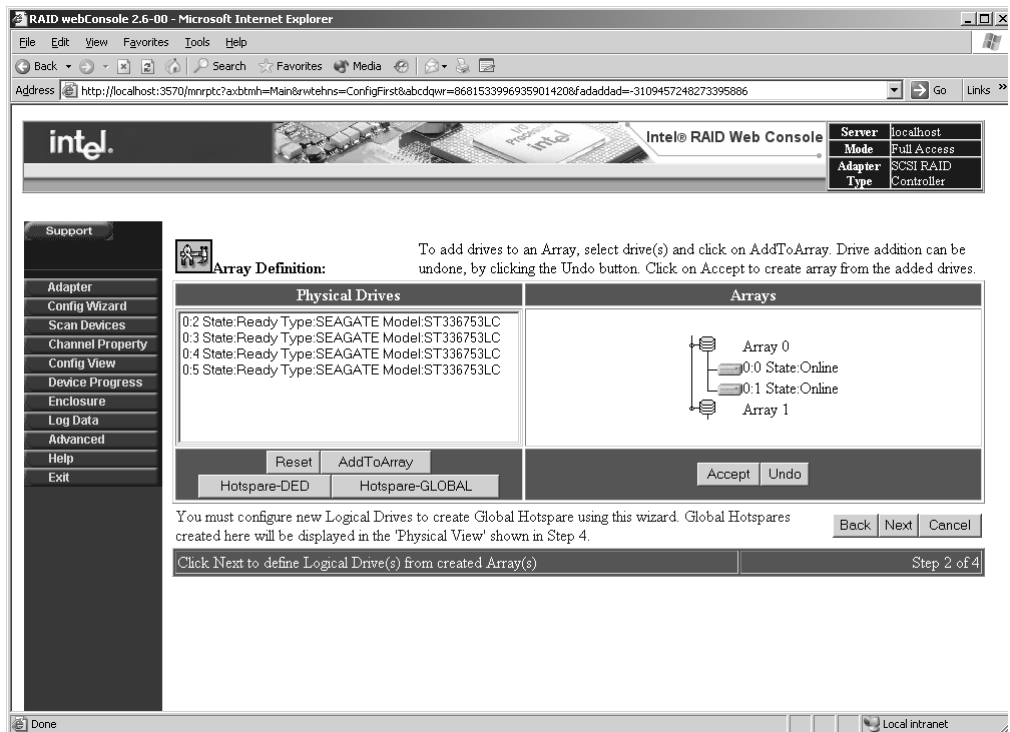 RAID webConsole 2.6-00 - Microsoft Internet Explorer
File Edit View Favorites Tools Help
Back Search Favorites Media
Address http://localhost:3570/mnrptc?axbtmh=Main&rwtehns=ConfigFirst&abcdqwr=8681533996935901420&fadaddad=-3109457248273395886 Go Links »
intel.
I/O
Processor
intel
Intel® RAID Web Console
Server localhost
Mode Full Access
Adapter Type SCSI RAID Controller
Support
Adapter
Config Wizard
Scan Devices
Channel Property
Config View
Device Progress
Enclosure
Log Data
Advanced
Help
Exit
Array Definition:
To add drives to an Array, select drive(s) and click on AddToArray. Drive addition can be
undone, by clicking the Undo button. Click on Accept to create array from the added drives.
Physical Drives
0:2 State:Ready Type:SEAGATE Model:ST336753LC
0:3 State:Ready Type:SEAGATE Model:ST336753LC
0:4 State:Ready Type:SEAGATE Model:ST336753LC
0:5 State:Ready Type:SEAGATE Model:ST336753LC
Reset AddToArray
Hotspare-DED Hotspare-GLOBAL
Arrays
Array 0
0:0 State:Online
0:1 State:Online
Array 1
Accept Undo
You must configure new Logical Drives to create Global Hotspare using this wizard. Global Hotspares
created here will be displayed in the 'Physical View' shown in Step 4.
Back Next Cancel
Click Next to define Logical Drive(s) from created Array(s) Step 2 of 4
Done Local intranet